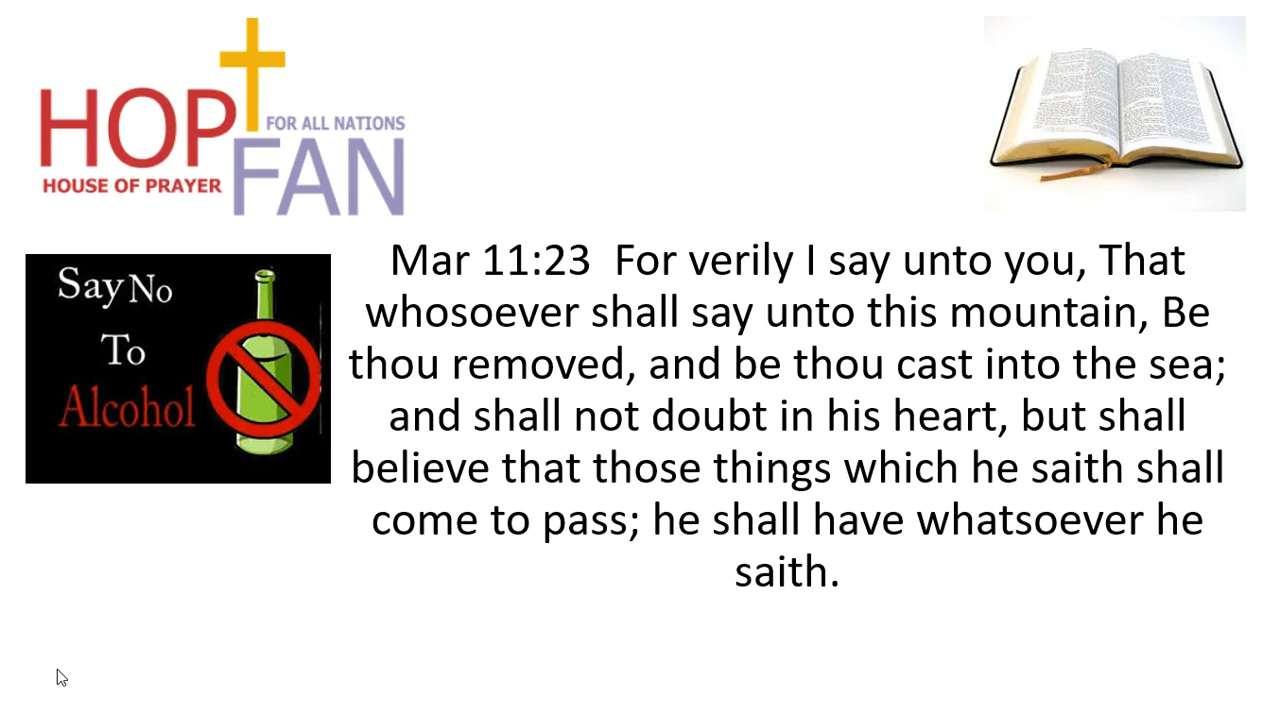 HOP
FOR ALL NATIONS
FAN
HOUSE OF PRAYER
Say No
To
Alcohol
Mar 11:23  For verily I say unto you, That
whosoever shall say unto this mountain, Be
thou removed, and be thou cast into the sea;
and shall not doubt in his heart, but shall
believe that those things which he saith shall
come to pass; he shall have whatsoever he
saith.